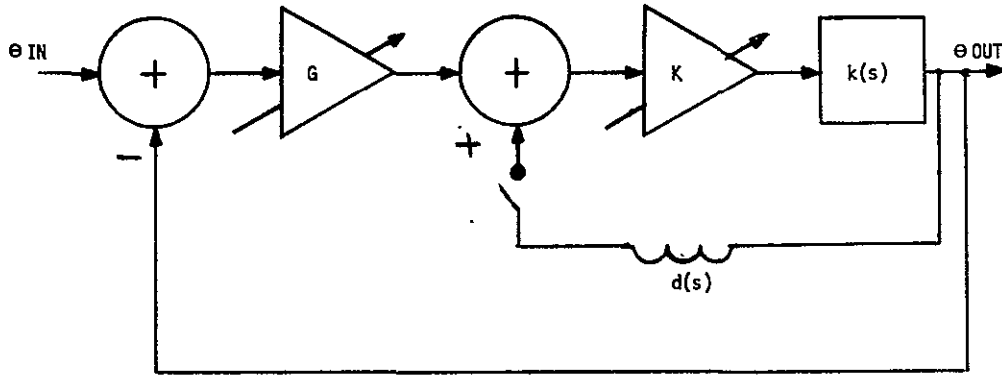 θ IN
+
G
+
K
k(s)
θ OUT
−
+
d(s)